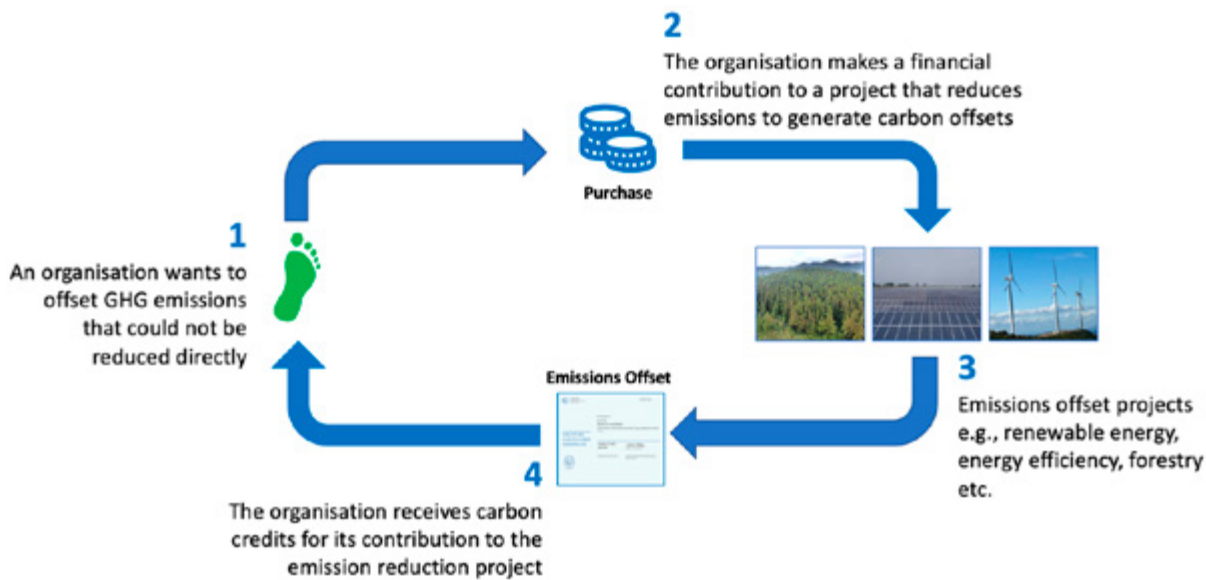 1
An organisation wants to
offset GHG emissions
that could not be
reduced directly
2
The organisation makes a financial
contribution to a project that reduces
emissions to generate carbon offsets
Purchase
3
Emissions offset projects
e.g., renewable energy,
energy efficiency, forestry
etc.
Emissions Offset
4
The organisation receives carbon
credits for its contribution to the
emission reduction project